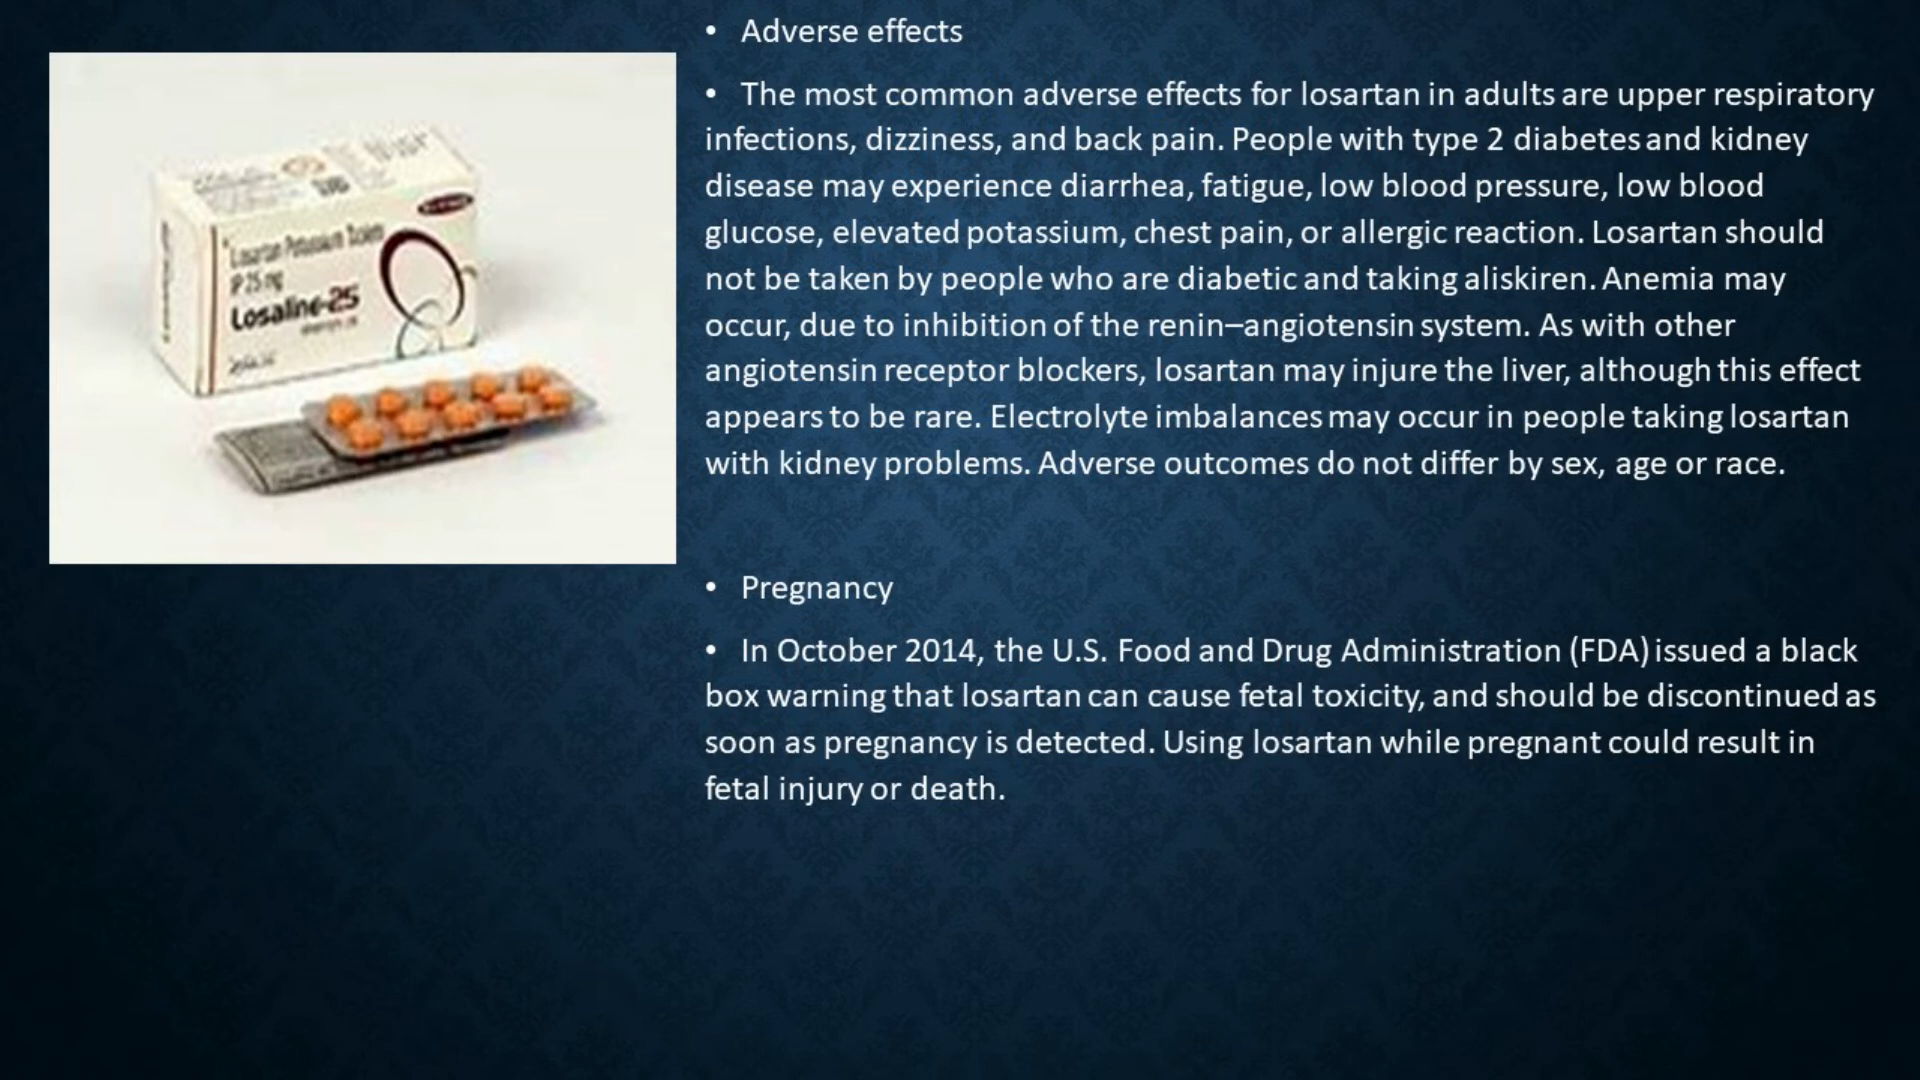 Losartan Potassium Tablets
IP 25 mg
Losaline-25
• Adverse effects
• The most common adverse effects for losartan in adults are upper respiratory
infections, dizziness, and back pain. People with type 2 diabetes and kidney
disease may experience diarrhea, fatigue, low blood pressure, low blood
glucose, elevated potassium, chest pain, or allergic reaction. Losartan should
not be taken by people who are diabetic and taking aliskiren. Anemia may
occur, due to inhibition of the renin–angiotensin system. As with other
angiotensin receptor blockers, losartan may injure the liver, although this effect
appears to be rare. Electrolyte imbalances may occur in people taking losartan
with kidney problems. Adverse outcomes do not differ by sex, age or race.
• Pregnancy
• In October 2014, the U.S. Food and Drug Administration (FDA) issued a black
box warning that losartan can cause fetal toxicity, and should be discontinued as
soon as pregnancy is detected. Using losartan while pregnant could result in
fetal injury or death.